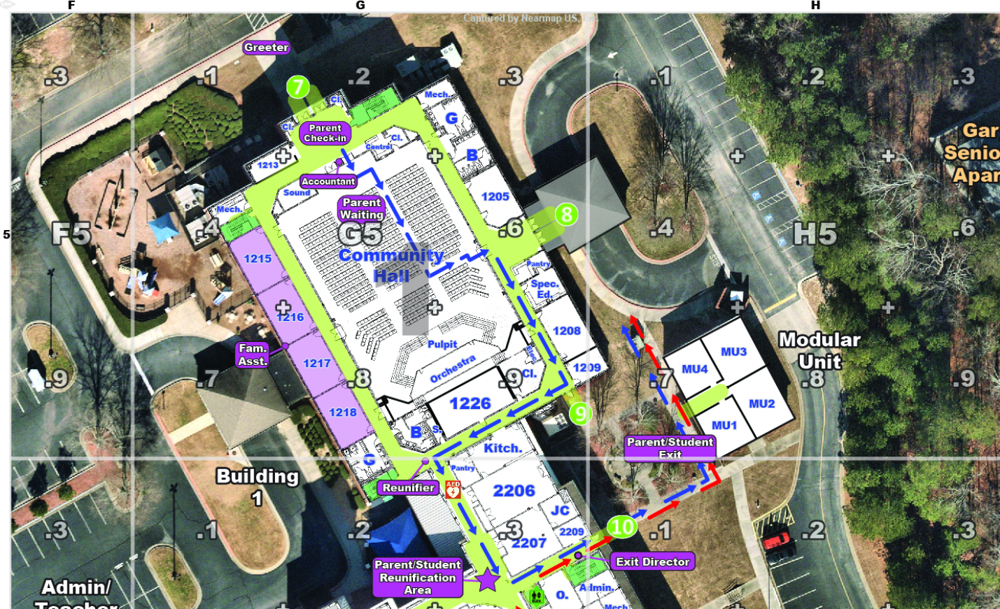 F
G
H
Captured by Nearmap US, Inc.
Greeter
.3
.1
.2
.3
.1
.2
.3
7
Cl.
Mech.
Cl.
G
Parent
Check-in
Cl.
Control
B
1213
Gar
Senio
Apar
Accountant
Sound
1205
Mech.
Parent
Waiting
8
5
F5
.4
G5
.6
.4
H5
.6
1215
Community
Hall
Pantry
Spec.
Ed.
1216
1208
MU3
Modular
Unit
Pulpit
Fam.
Asst.
Elec.
1217
Orchestra
1209
MU4
Cl.
.9
.7
.8
.9
.7
.8
.9
1226
MU2
1218
9
MU1
B
S.
Kitch.
Parent/Student
Exit
G
Pantry
Building
1
Reunifier
AED
2206
JC
.3
.1
.2
.3
10
.1
.2
.3
2209
2207
Parent/Student
Reunification
Area
Exit Director
Admin/
Teacher
ELEV.
O.
Admin.
Mech.